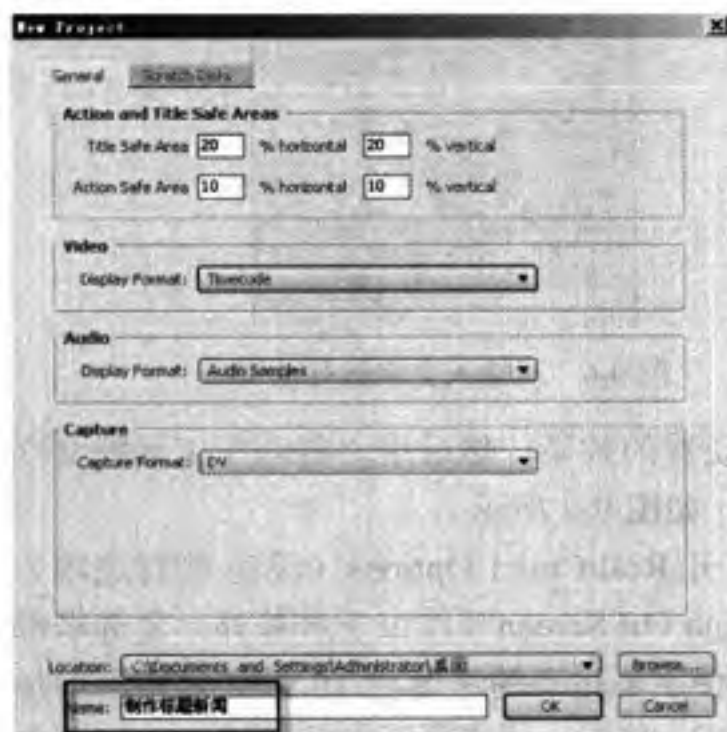 New Project
General Scratch Disks
Action and Title Safe Areas
Title Safe Area 20 % horizontal 20 % vertical
Action Safe Area 10 % horizontal 10 % vertical
Video
Display Format: Timecode
Audio
Display Format: Audio Samples
Capture
Capture Format: DV
Location: C:\Documents and Settings\Administrator\桌面 Browse...
Name: 制作标题新闻 OK Cancel